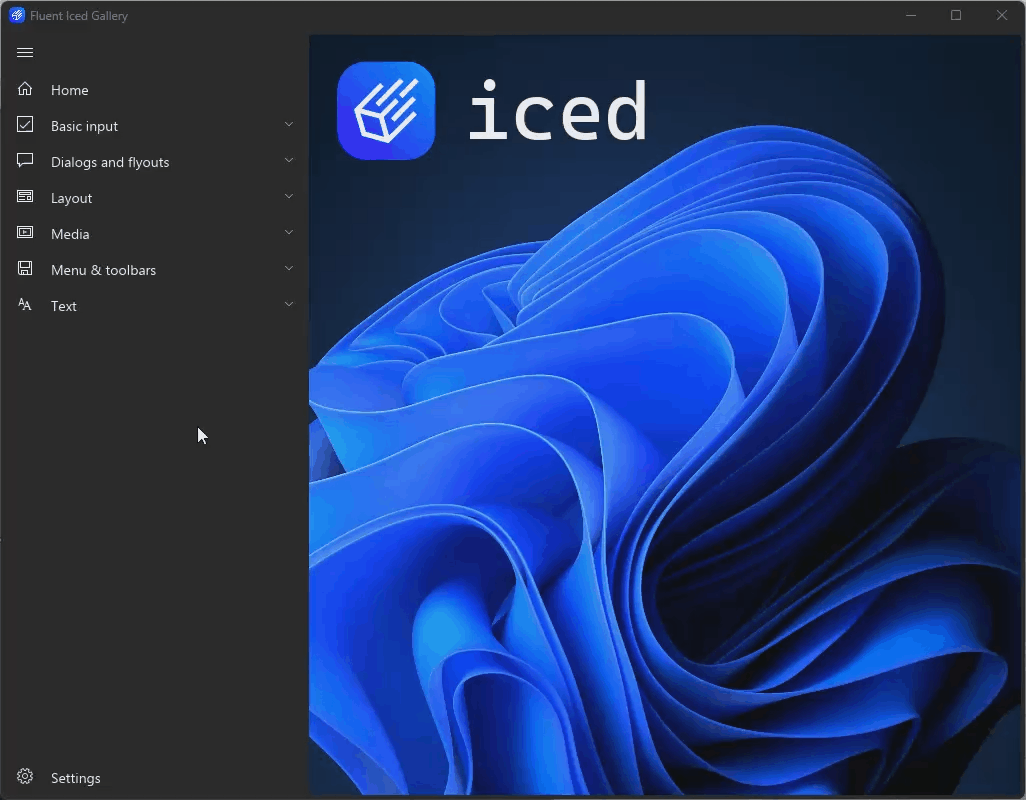 Fluent Iced Gallery
Home
Basic input
Dialogs and flyouts
Layout
Media
Menu & toolbars
Text
Settings
iced